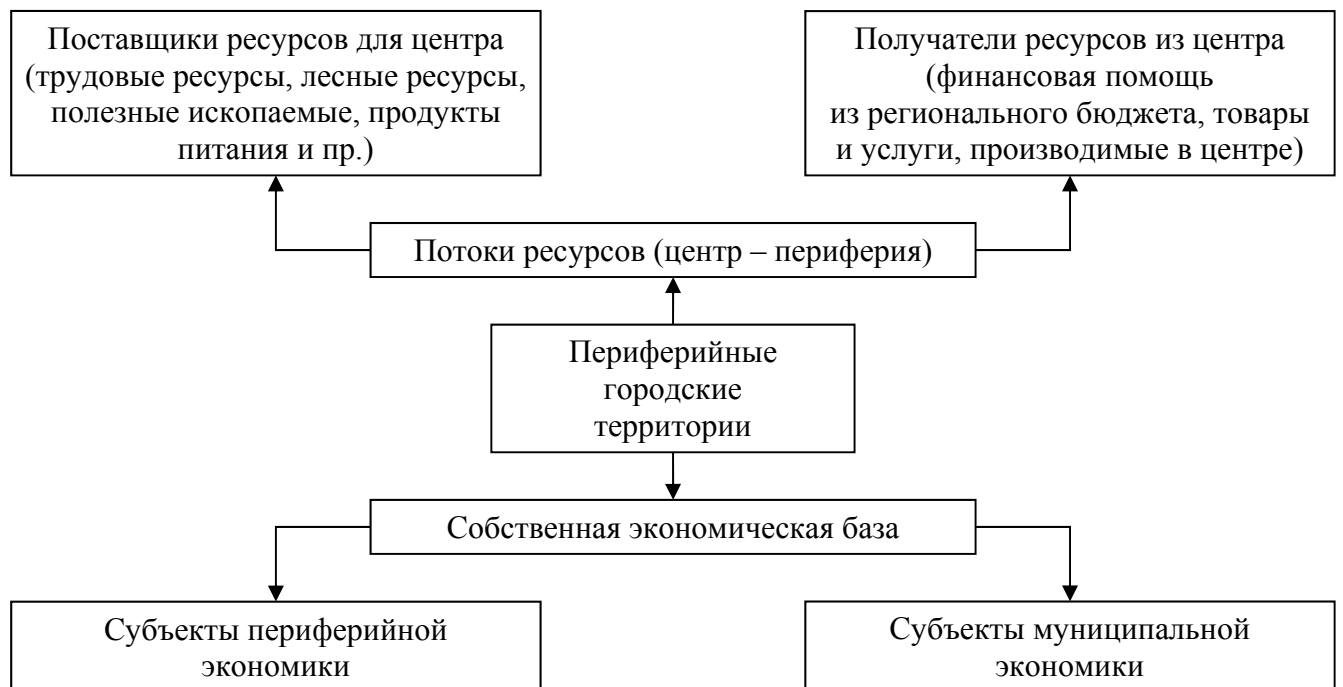 Поставщики ресурсов для центра
(трудовые ресурсы, лесные ресурсы,
полезные ископаемые, продукты
питания и пр.)
Получатели ресурсов из центра
(финансовая помощь
из регионального бюджета, товары
и услуги, производимые в центре)
Потоки ресурсов (центр – периферия)
Периферийные
городские
территории
Собственная экономическая база
Субъекты периферийной
экономики
Субъекты муниципальной
экономики